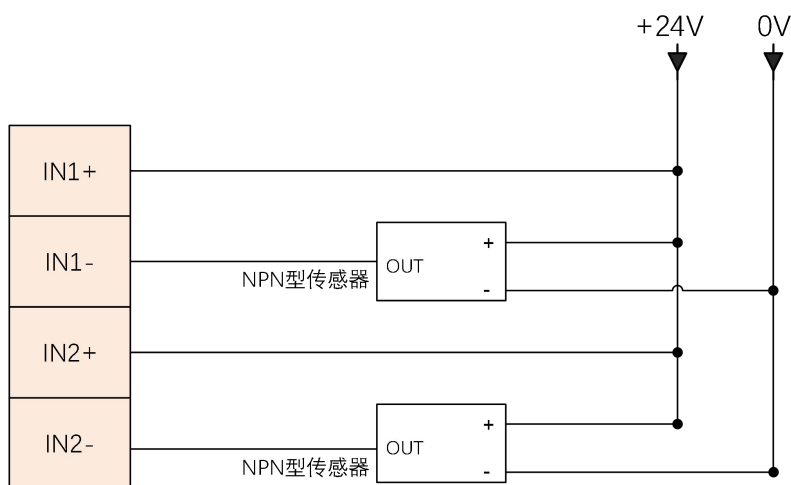 +24V 0V
IN1+
IN1-
OUT
+
-
NPN型传感器
IN2+
IN2-
OUT
+
-
NPN型传感器